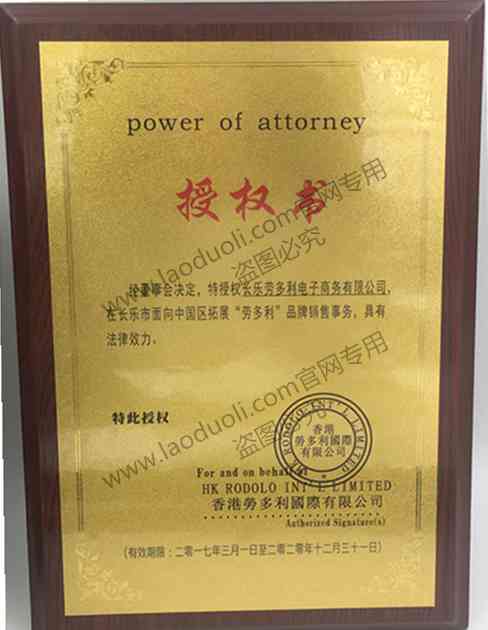 power of attorney
授权书
经董事会决定，特授权长乐劳多利电子商务有限公司，
在长乐市面向中国区拓展“劳多利”品牌销售事务，具有
法律效力。
特此授权
HK RODOLO INT'L LIMITED
香港
勞多利國際
有限公司
For and on behalf of
HK RODOLO INT'L LIMITED
香港勞多利國際有限公司
Authorized Signature(s)
(有效期限：二零一七年三月一日至二零二零年十二月三十一日)
www.laoduoli.com官网专用
盗图必究
www.laoduoli.com官网专用
盗图必究